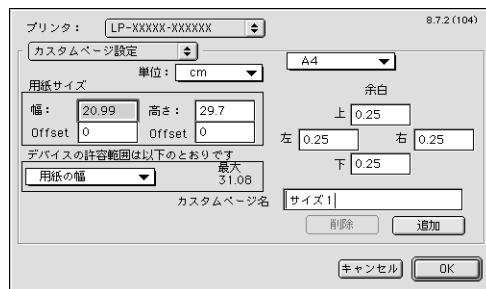 プリンタ： LP-XXXXX-XXXXXX 8.7.2 (104)
カスタムページ設定
単位： cm A4
用紙サイズ 余白
幅： 20.99 高さ： 29.7 上 0.25
Offset 0 Offset 0 左 0.25 右 0.25
デバイスの許容範囲は以下のとおりです
用紙の幅 最大 31.08 下 0.25
カスタムページ名 サイズ1
削除 追加
キャンセル OK